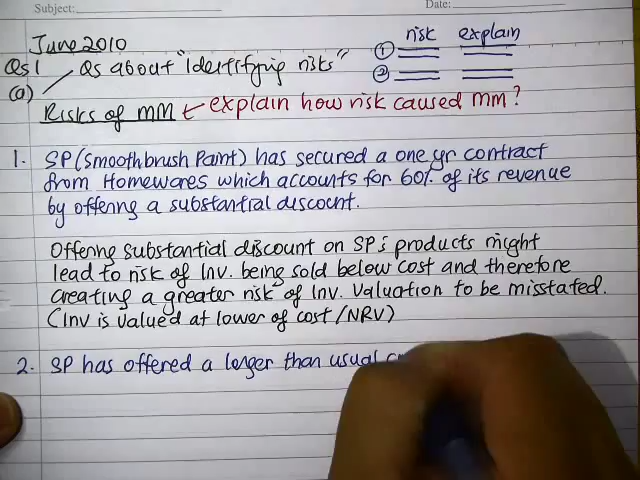 Subject: Date:
June 2010
risk explain
Qs1 Qs about "Identifying risks" ① ②
(a)
Risks of MM ← explain how risk caused MM?
1. SP (Smoothbrush Paint) has secured a one yr contract
from Homewares which accounts for 60% of its revenue
by offering a substantial discount.
Offering substantial discount on SP's products might
lead to risk of Inv. being sold below cost and therefore
creating a greater risk of Inv. Valuation to be misstated.
(Inv is valued at lower of cost/NRV)
2. SP has offered a larger than usual